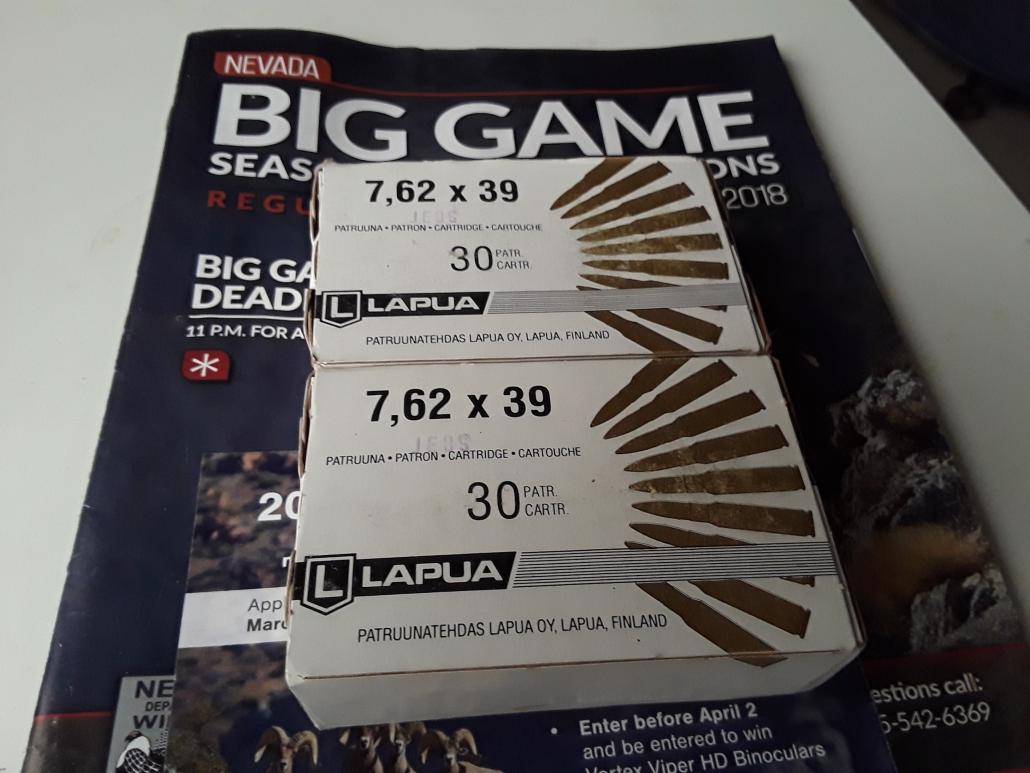 NEVADA
BIG GAME
SEAS
ONS
REGU
2018
BIG GA
DEAD
11 P.M. FOR A
7,62 x 39
PATRUUNA • PATRON • CARTRIDGE • CARTOUCHE
30 PATR.
CARTR.
L LAPUA
PATRUUNATEHDAS LAPUA OY, LAPUA, FINLAND
7,62 x 39
PATRUUNA • PATRON • CARTRIDGE • CARTOUCHE
30 PATR.
CARTR.
L LAPUA
PATRUUNATEHDAS LAPUA OY, LAPUA, FINLAND
20
App
Marc
NE
DEPA
WI
• Enter before April 2
and be entered to win
Vortex Viper HD Binoculars
estions call:
5-542-6369